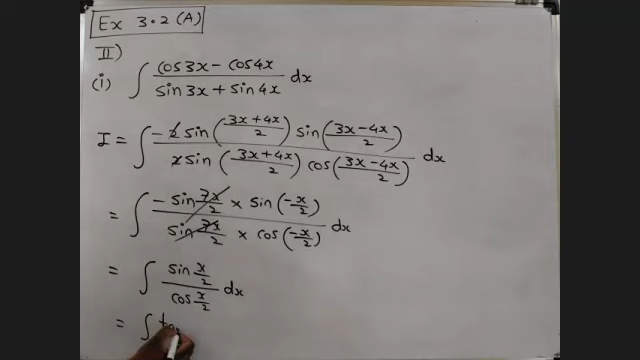 Ex 3.2 (A)
II)
(i) ∫ (cos3x - cos4x)/(sin3x + sin4x) dx
I = ∫ (-2 sin((3x+4x)/2) sin((3x-4x)/2))/(2 sin((3x+4x)/2) cos((3x-4x)/2)) dx
= ∫ (-sin 7x/2 × sin(-x/2))/(sin 7x/2 × cos(-x/2)) dx
= ∫ (sin x/2)/(cos x/2) dx
= ∫